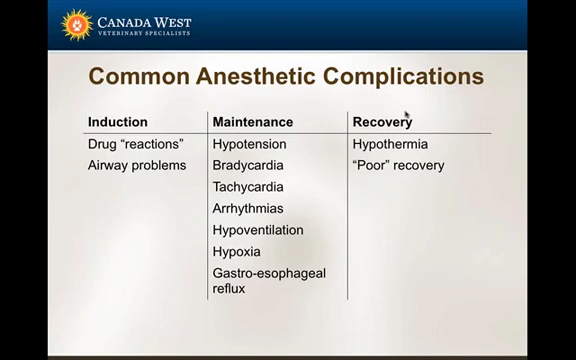 CANADA WEST
VETERINARY SPECIALISTS
Common Anesthetic Complications
Induction
Drug “reactions”
Airway problems
Maintenance
Hypotension
Bradycardia
Tachycardia
Arrhythmias
Hypoventilation
Hypoxia
Gastro-esophageal
reflux
Recovery
Hypothermia
“Poor” recovery